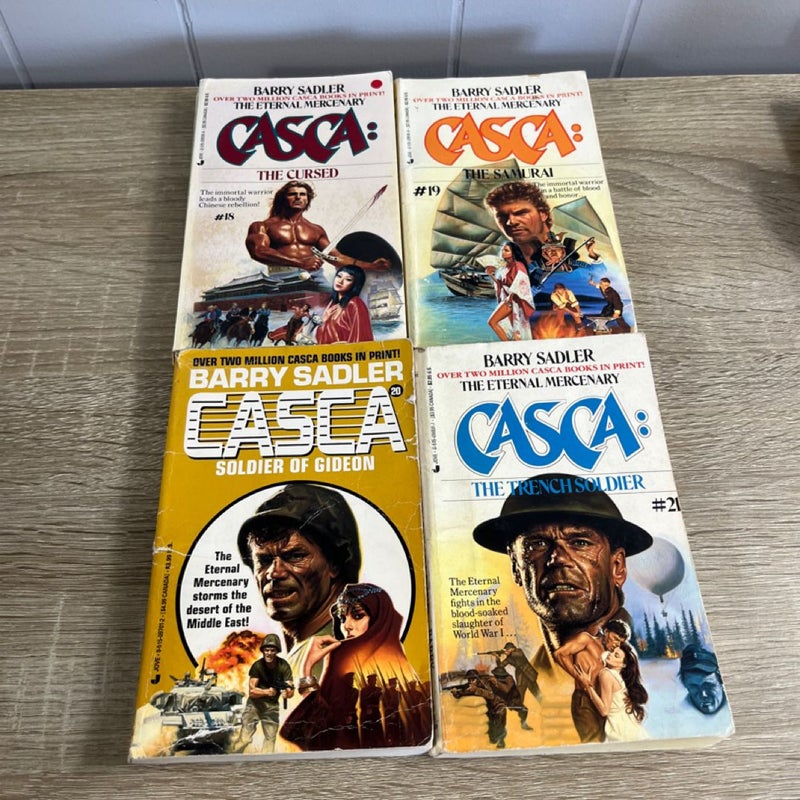 BARRY SADLER
OVER TWO MILLION CASCA BOOKS IN PRINT!
THE ETERNAL MERCENARY
CASCA:
THE CURSED
The immortal warrior
leads a bloody
Chinese rebellion!
#18
BARRY SADLER
OVER TWO MILLION CASCA BOOKS IN PRINT!
THE ETERNAL MERCENARY
CASCA:
THE SAMURAI
#19
The immortal warrior
in a battle of blood
and honor
OVER TWO MILLION CASCA BOOKS IN PRINT!
BARRY SADLER
20
CASCA
SOLDIER OF GIDEON
The
Eternal
Mercenary
storms the
desert of the
Middle East!
BARRY SADLER
OVER TWO MILLION CASCA BOOKS IN PRINT!
THE ETERNAL MERCENARY
CASCA:
THE TRENCH SOLDIER
#21
The Eternal
Mercenary
fights in the
blood-soaked
slaughter of
World War I...